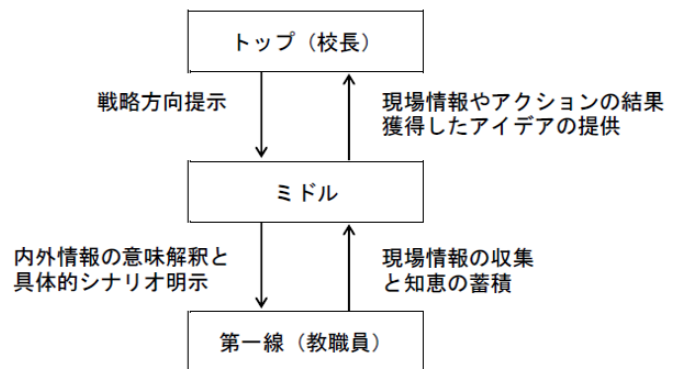 トップ（校長）
戦略方向提示
現場情報やアクションの結果
獲得したアイデアの提供
ミドル
内外情報の意味解釈と
具体的シナリオ明示
現場情報の収集
と知恵の蓄積
第一線（教職員）